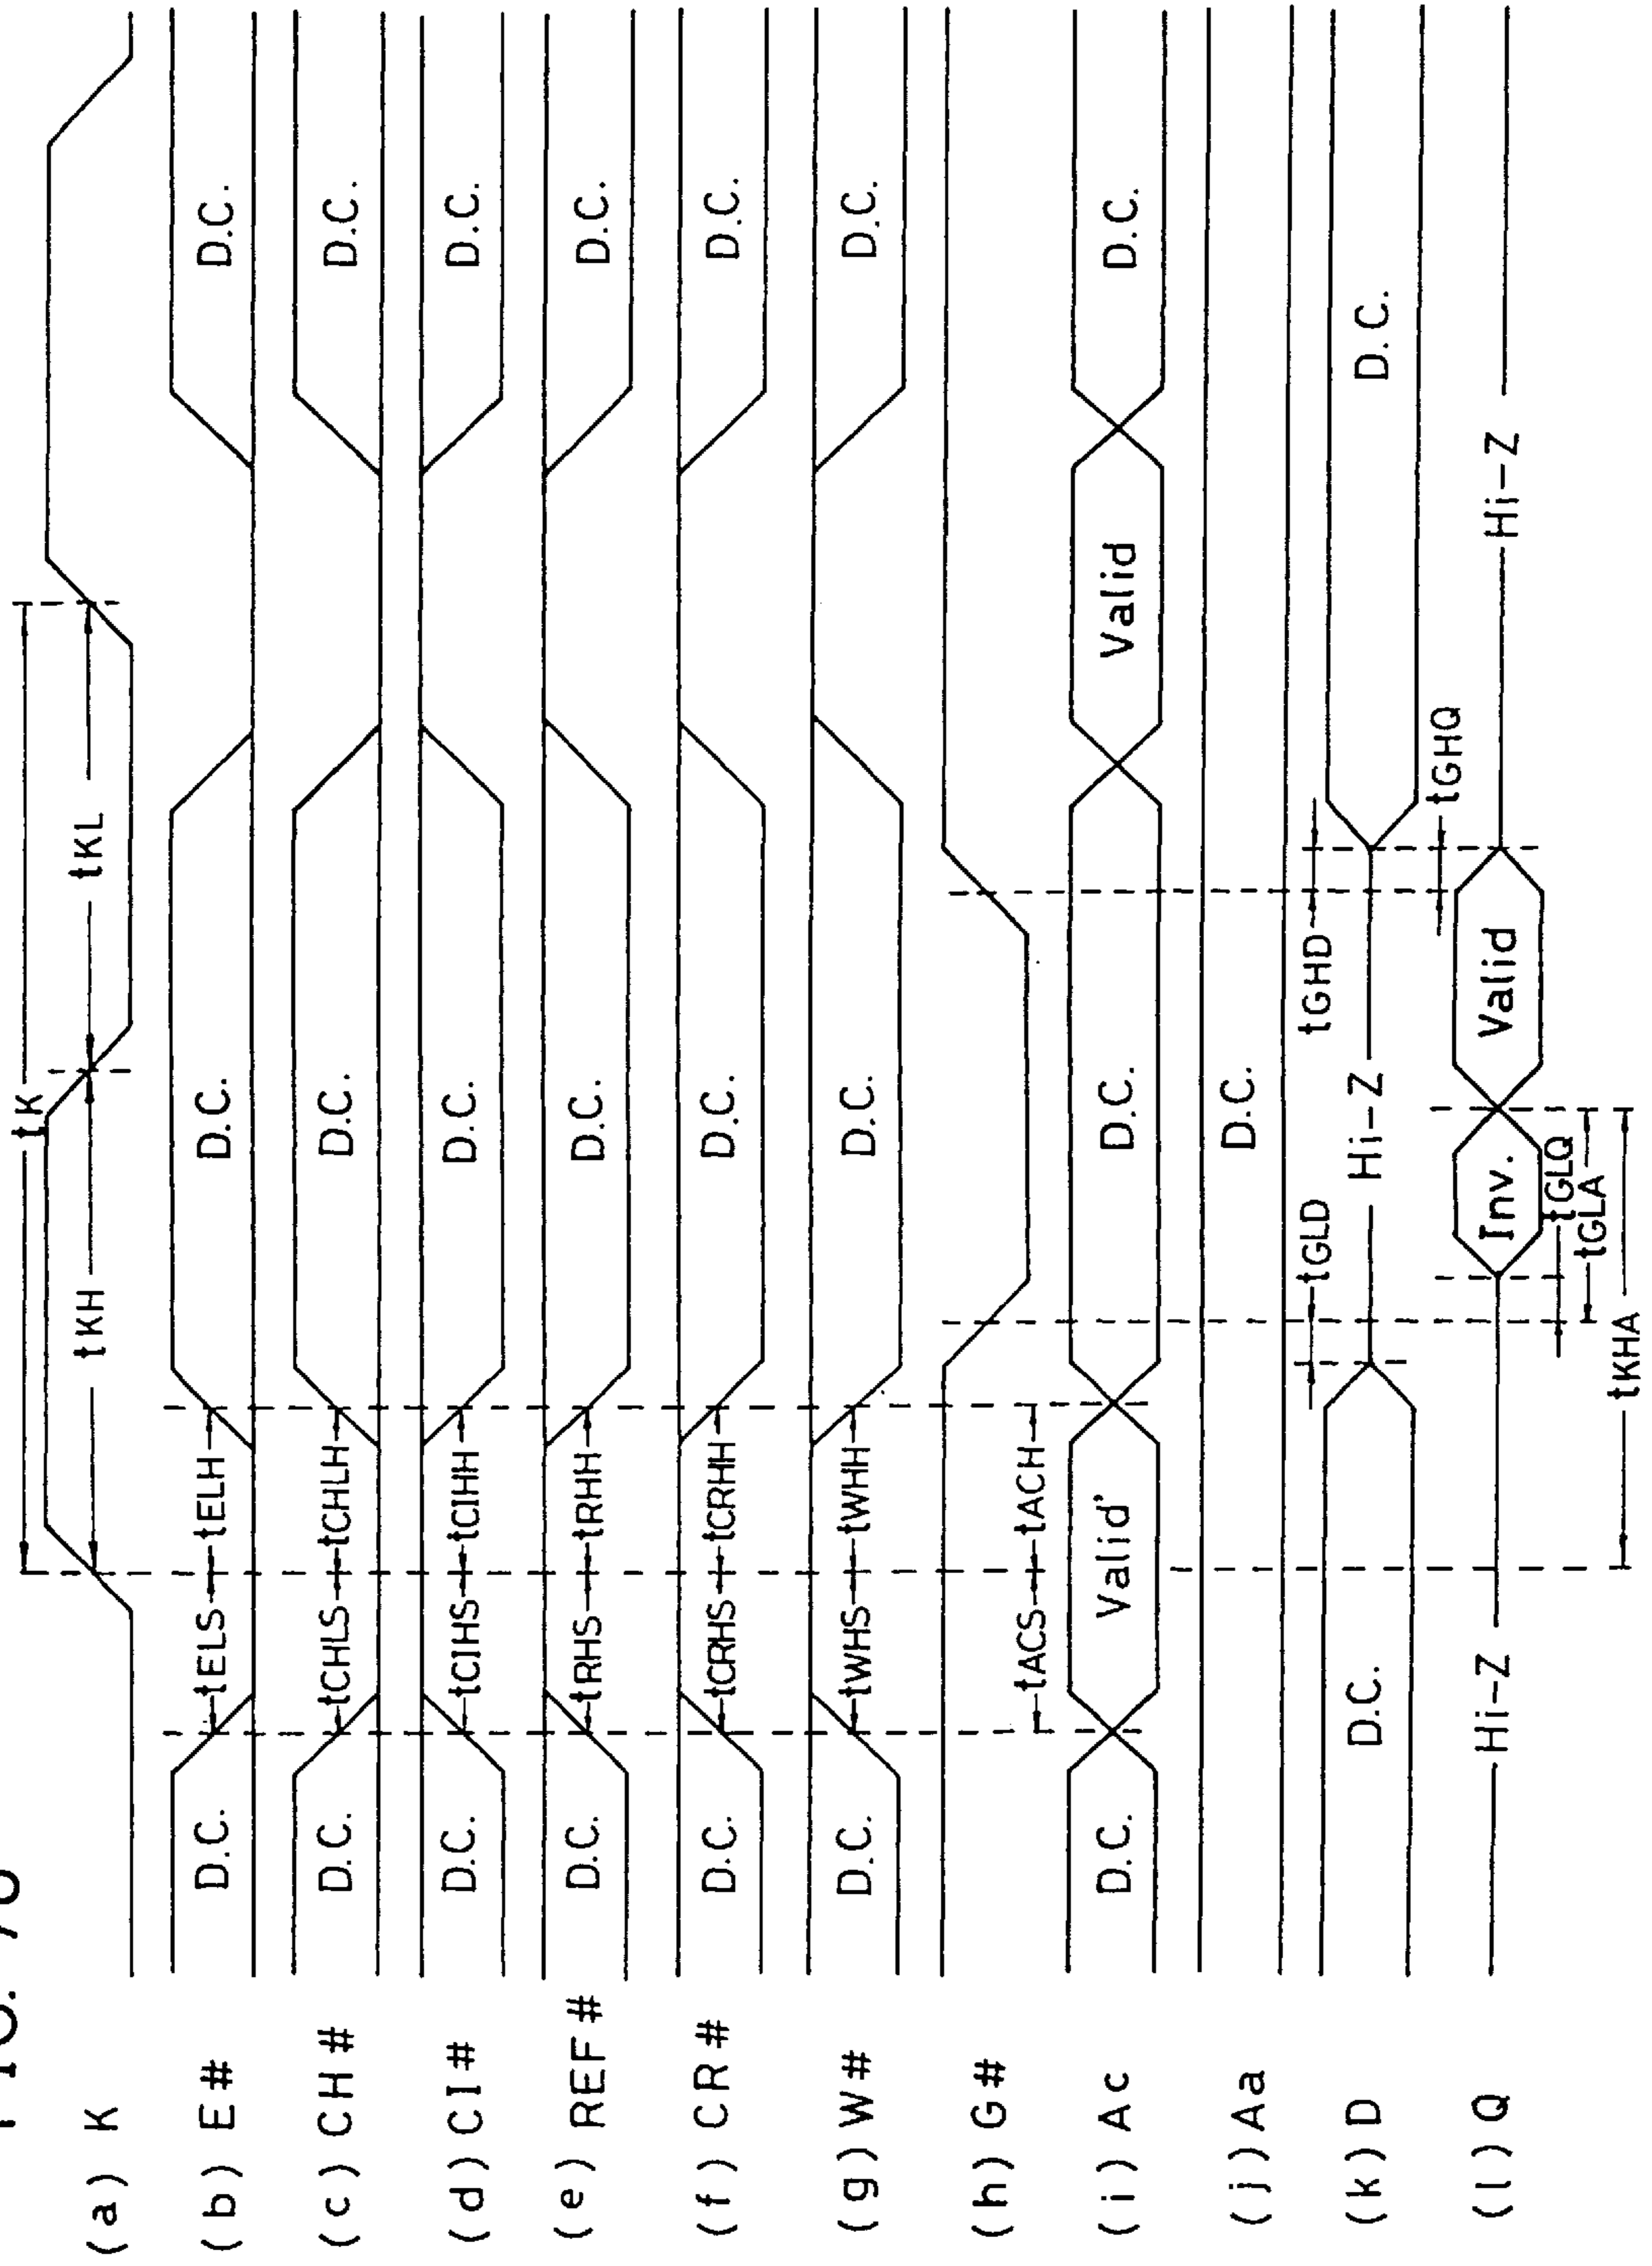 FIG.
tK
(a) K tKH tKL
(b) E# D.C. tELS tELH D.C. D.C.
(c) CH# D.C. tCHLS tCHLH D.C. D.C.
(d) CI# D.C. tCIHS tCIHH D.C. D.C.
(e) REF# D.C. tRHS tRHH D.C. D.C.
(f) CR# D.C. tCRHS tCRHH D.C. D.C.
(g) W# D.C. tWHS tWHH D.C. D.C.
(h) G#
tACS tACH
(i) Ac D.C. Valid' D.C. Valid D.C.
(j) Aa D.C.
tGLD tGHD
(k) D D.C. Hi-Z D.C.
tGHQ
(l) Q Hi-Z Inv. Valid Hi-Z
tGLQ
tGLA
tKHA